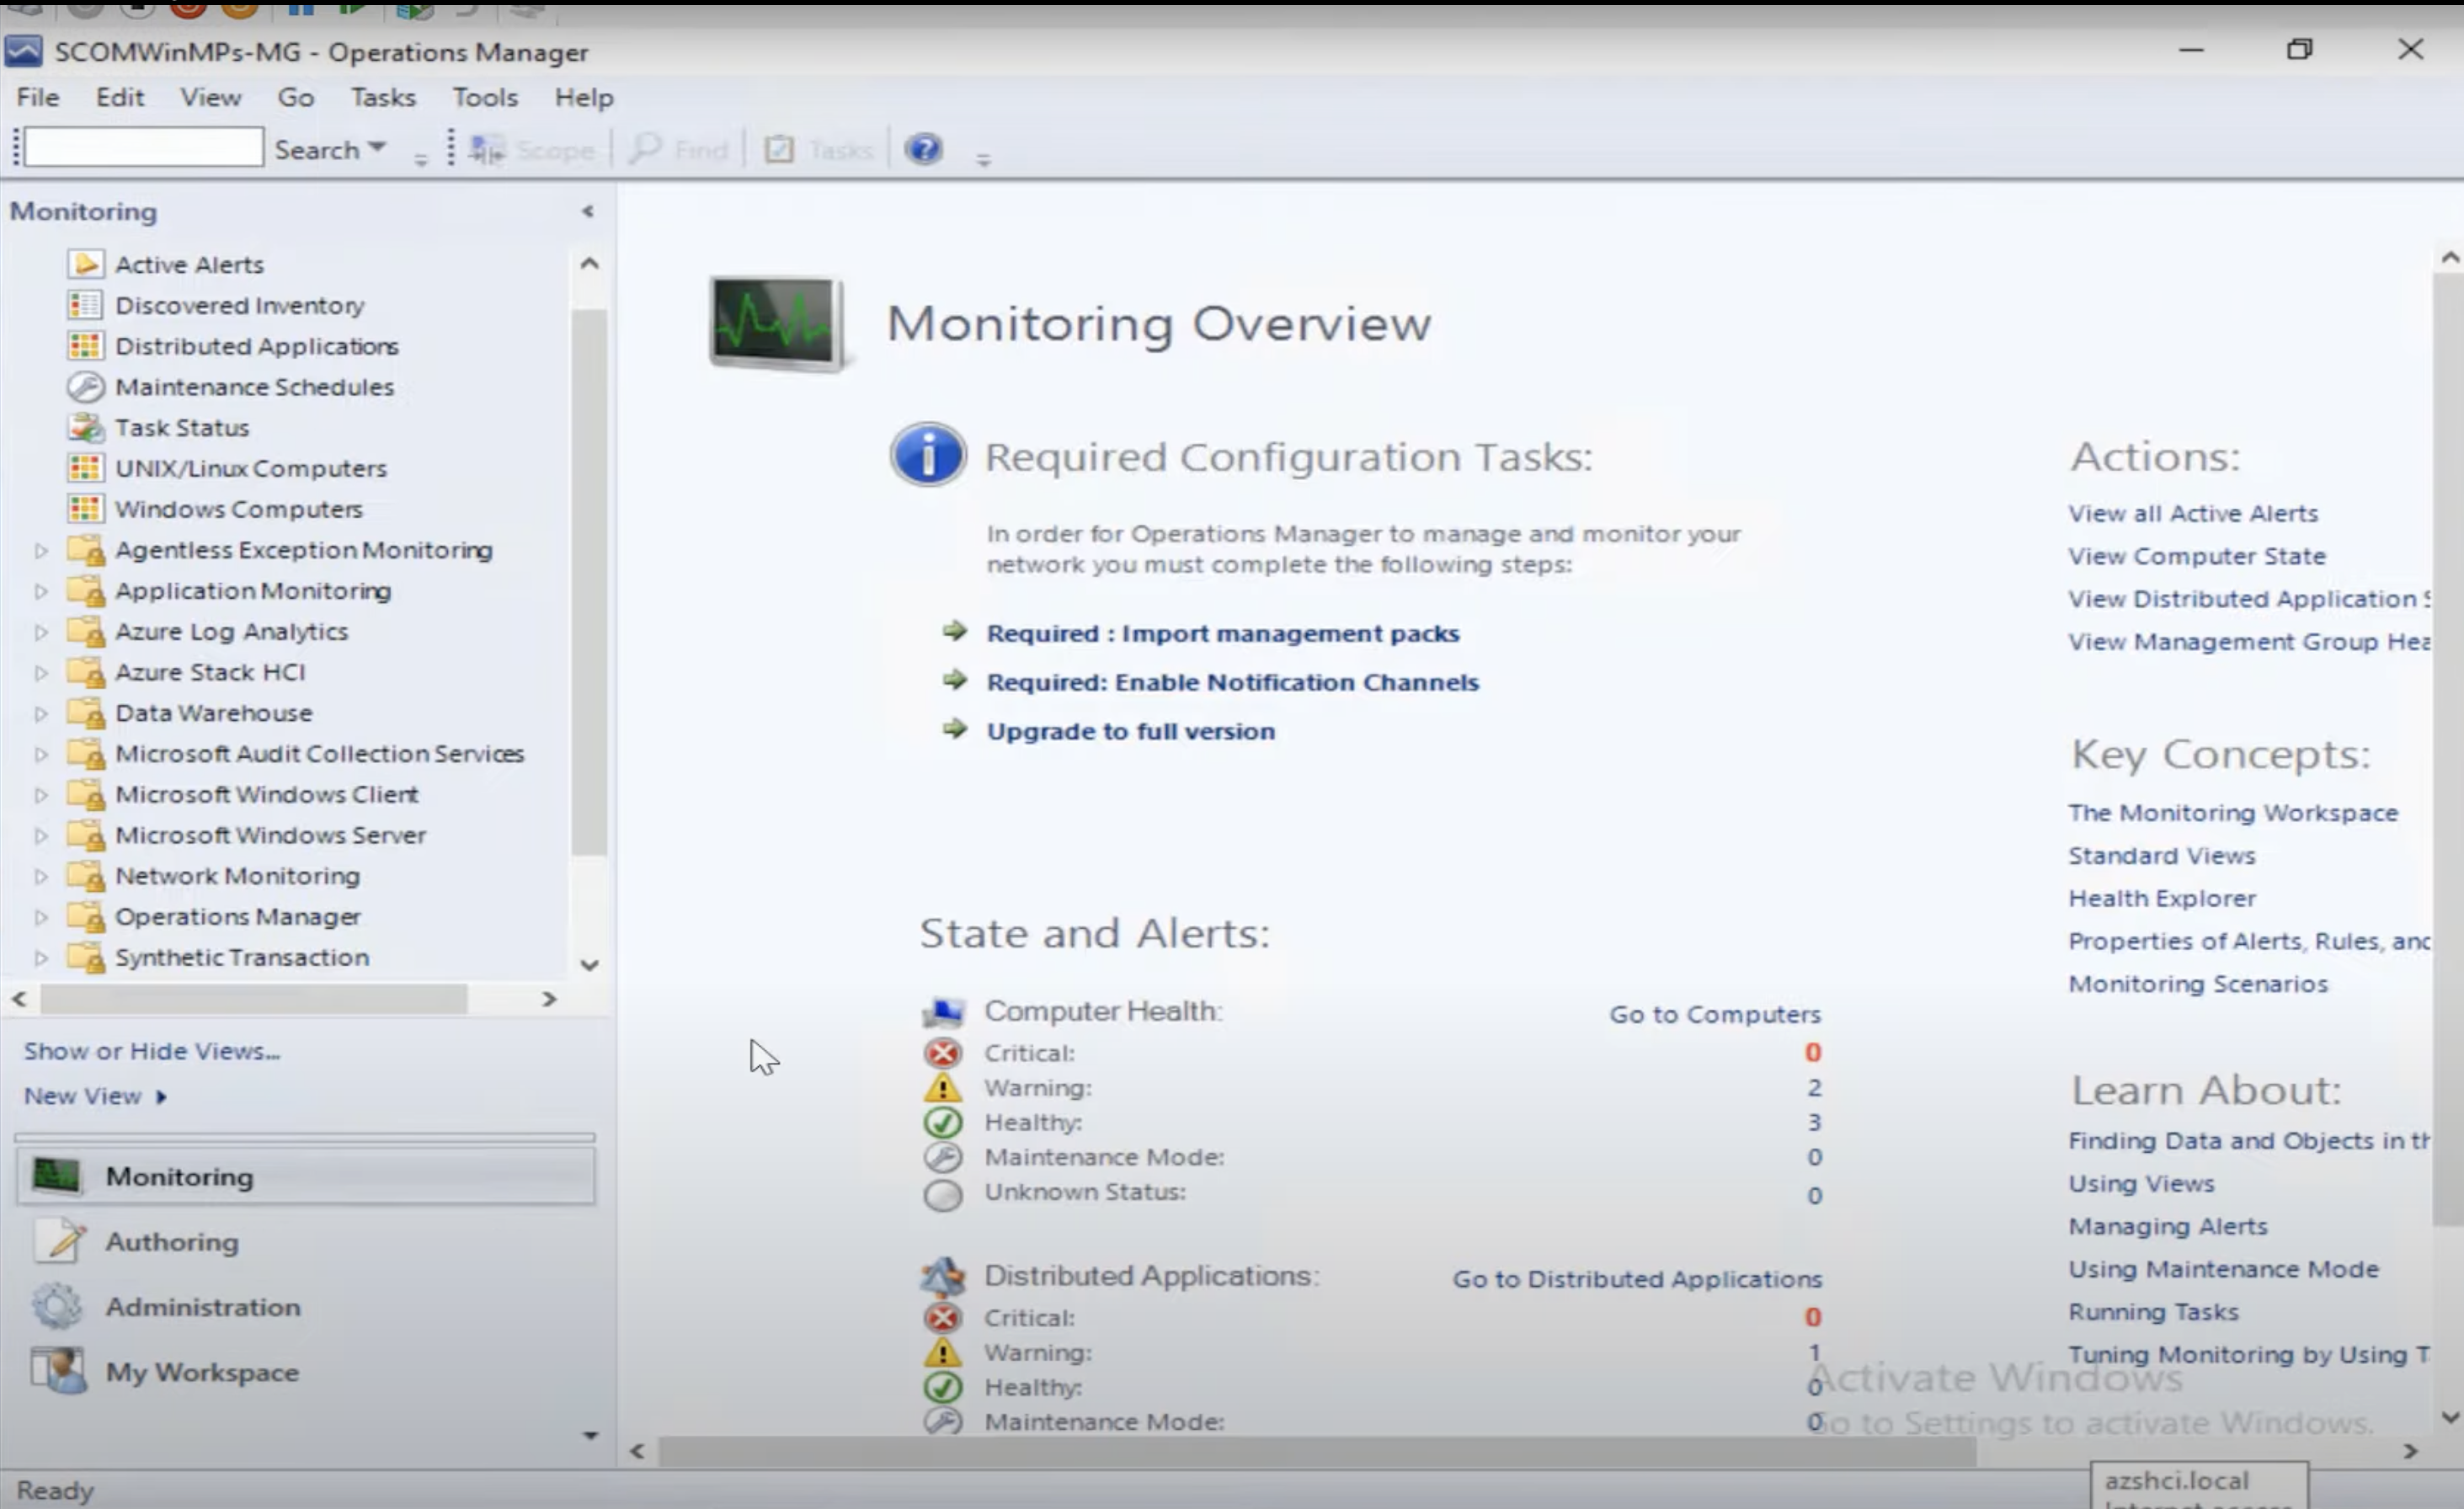 SCOMWinMPs-MG - Operations Manager
File Edit View Go Tasks Tools Help
Search Scope Find Tasks
Monitoring
Active Alerts
Discovered Inventory
Distributed Applications
Maintenance Schedules
Task Status
UNIX/Linux Computers
Windows Computers
Agentless Exception Monitoring
Application Monitoring
Azure Log Analytics
Azure Stack HCI
Data Warehouse
Microsoft Audit Collection Services
Microsoft Windows Client
Microsoft Windows Server
Network Monitoring
Operations Manager
Synthetic Transaction
Show or Hide Views...
New View
Monitoring
Authoring
Administration
My Workspace
Monitoring Overview
Required Configuration Tasks:
In order for Operations Manager to manage and monitor your
network you must complete the following steps:
Required : Import management packs
Required: Enable Notification Channels
Upgrade to full version
State and Alerts:
Computer Health: Go to Computers
Critical: 0
Warning: 2
Healthy: 3
Maintenance Mode: 0
Unknown Status: 0
Distributed Applications: Go to Distributed Applications
Critical: 0
Warning: 1
Healthy: 0
Maintenance Mode: 0
Actions:
View all Active Alerts
View Computer State
View Distributed Application
View Management Group Hea
Key Concepts:
The Monitoring Workspace
Standard Views
Health Explorer
Properties of Alerts, Rules, and
Monitoring Scenarios
Learn About:
Finding Data and Objects in th
Using Views
Managing Alerts
Using Maintenance Mode
Running Tasks
Tuning Monitoring by Using T
Activate Windows
Go to Settings to activate Windows.
azshci.local
Internet access
Ready